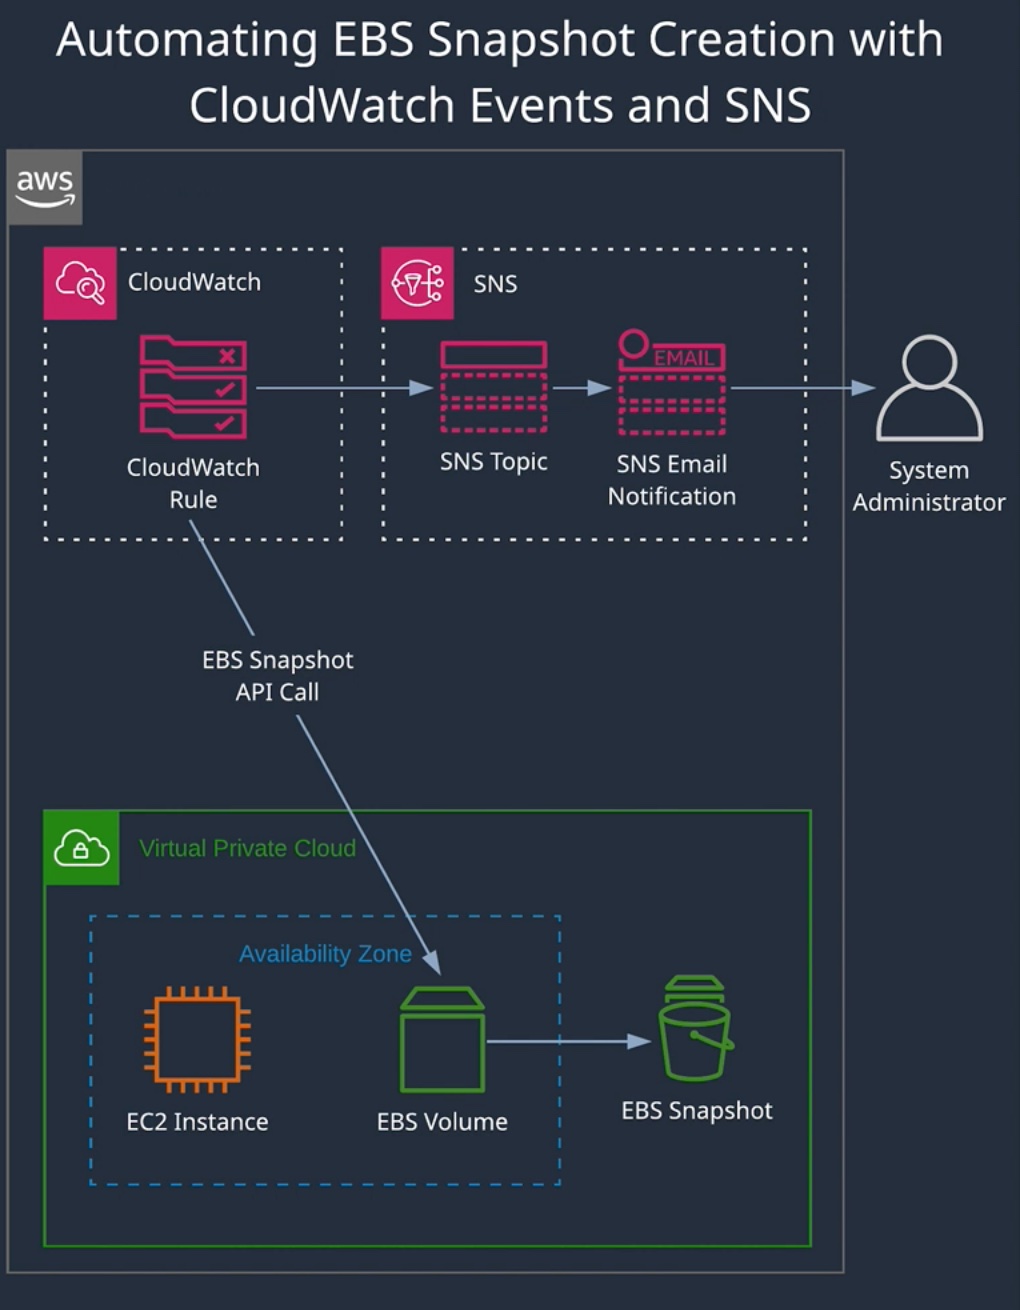 Automating EBS Snapshot Creation with
CloudWatch Events and SNS
aws
CloudWatch
SNS
EMAIL
CloudWatch
Rule
SNS Topic
SNS Email
Notification
System
Administrator
EBS Snapshot
API Call
Virtual Private Cloud
Availability Zone
EC2 Instance
EBS Volume
EBS Snapshot